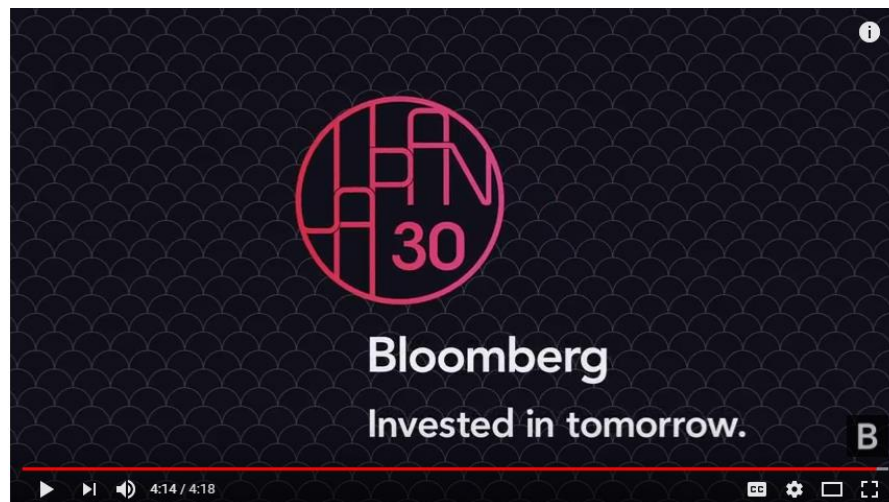 i
JAPAN
30
Bloomberg
Invested in tomorrow.
B
4:14 / 4:18
CC